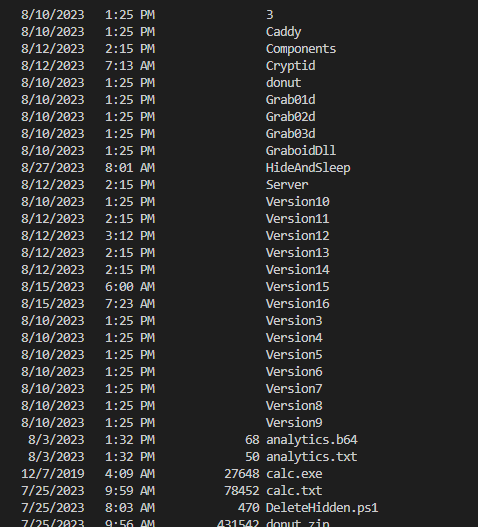 8/10/2023 1:25 PM 3
8/10/2023 1:25 PM Caddy
8/12/2023 2:15 PM Components
8/12/2023 7:13 AM Cryptid
8/10/2023 1:25 PM donut
8/10/2023 1:25 PM Grab01d
8/10/2023 1:25 PM Grab02d
8/10/2023 1:25 PM Grab03d
8/10/2023 1:25 PM GraboidDll
8/27/2023 8:01 AM HideAndSleep
8/12/2023 2:15 PM Server
8/10/2023 1:25 PM Version10
8/12/2023 2:15 PM Version11
8/12/2023 3:12 PM Version12
8/12/2023 2:15 PM Version13
8/12/2023 2:15 PM Version14
8/15/2023 6:00 AM Version15
8/16/2023 7:23 AM Version16
8/10/2023 1:25 PM Version3
8/10/2023 1:25 PM Version4
8/10/2023 1:25 PM Version5
8/10/2023 1:25 PM Version6
8/10/2023 1:25 PM Version7
8/10/2023 1:25 PM Version8
8/10/2023 1:25 PM Version9
8/3/2023 1:32 PM 68 analytics.b64
8/3/2023 1:32 PM 50 analytics.txt
12/7/2019 4:09 AM 27648 calc.exe
7/25/2023 9:59 AM 78452 calc.txt
7/25/2023 8:03 AM 470 DeleteHidden.ps1
7/25/2023 9:56 AM 431542 donut.zip